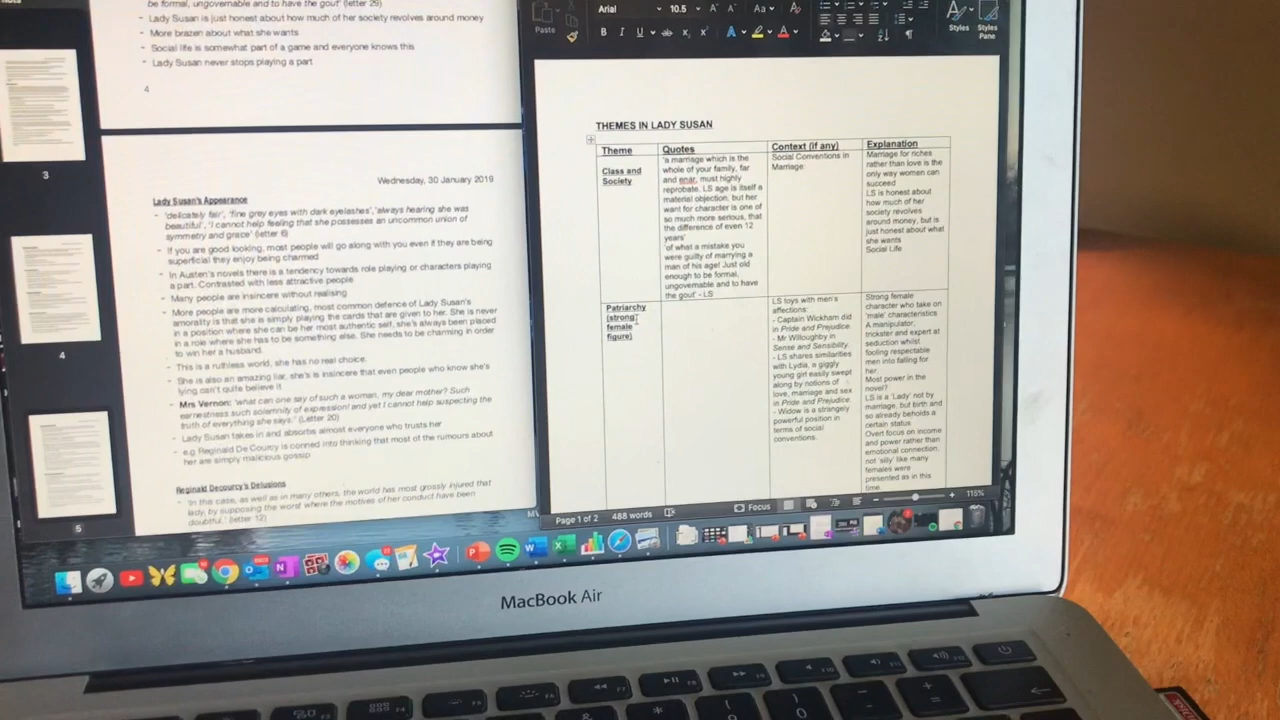 be formal, ungovernable and to have the gout' (letter 29)
- Lady Susan is just honest about how much of her society revolves around money
- More brazen about what she wants
- Social life is somewhat part of a game and everyone knows this
- Lady Susan never stops playing a part
4
3
4
5
Wednesday, 30 January 2019
Lady Susan's Appearance
- 'delicately fair', 'fine grey eyes with dark eyelashes', 'always hearing she was
beautiful', 'I cannot help feeling that she possesses an uncommon union of
symmetry and grace' (letter 6)
- If you are good looking, most people will go along with you even if they are being
superficial they enjoy being charmed
- In Austen's novels there is a tendency towards role playing or characters playing
a part. Contrasted with less attractive people
- Many people are insincere without realising
- More people are more calculating, most common defence of Lady Susan's
amorality is that she is simply playing the cards that are given to her. She is never
in a position where she can be her most authentic self, she's always been placed
in a role where she has to be something else. She needs to be charming in order
to win her a husband.
- This is a ruthless world, she has no real choice.
- She is also an amazing liar, she's is insincere that even people who know she's
lying can't quite believe it
- Mrs Vernon: 'what can one say of such a woman, my dear mother? Such
earnestness such solemnity of expression! and yet I cannot help suspecting the
truth of everything she says.' (Letter 20)
- Lady Susan takes in and absorbs almost everyone who trusts her
- e.g Reginald De Courcy is conned into thinking that most of the rumours about
her are simply malicious gossip
Reginald Decourcy's Delusions
- 'In this case, as well as in many others, the world has most grossly injured that
lady, by supposing the worst where the motives of her conduct have been
doubtful.' (letter 12)
Paste
Arial
10.5
A
A
Aa
A
B I U ab x x A A
Styles
Styles
Pane
THEMES IN LADY SUSAN
Theme
Quotes
Context (if any)
Explanation
Class and
Society
'a marriage which is the
whole of your family, far
and enar, must highly
reprobate. LS age is itself a
material objection, but her
want for character is one of
so much more serious, that
the difference of even 12
years'
'of what a mistake you
were guilty of marrying a
man of his age! Just old
enough to be formal,
ungovernable and to have
the gout' - LS
Social Conventions in
Marriage:
Marriage for riches
rather than love is the
only way women can
succeed
LS is honest about
how much of her
society revolves
around money, but is
just honest about what
she wants
Social Life
Patriarchy
(strong
female
figure)
LS toys with men's
affections:
- Captain Wickham did
in Pride and Prejudice.
- Mr Willoughby in
Sense and Sensibility.
- LS shares similarities
with Lydia, a giggly
young girl easily swept
along by notions of
love, marriage and sex
in Pride and Prejudice.
- Widow is a strangely
powerful position in
terms of social
conventions.
Strong female
character who take on
'male' characteristics
A manipulator,
trickster and expert at
seduction whilst
fooling respectable
men into falling for
her.
Most power in the
novel?
LS is a 'Lady' not by
marriage, but birth and
so already beholds a
certain status
Overt focus on income
and power rather than
emotional connection,
not 'silly' like many
females were
presented as in this
time
Page 1 of 2
488 words
Focus
115%
MacBook Air